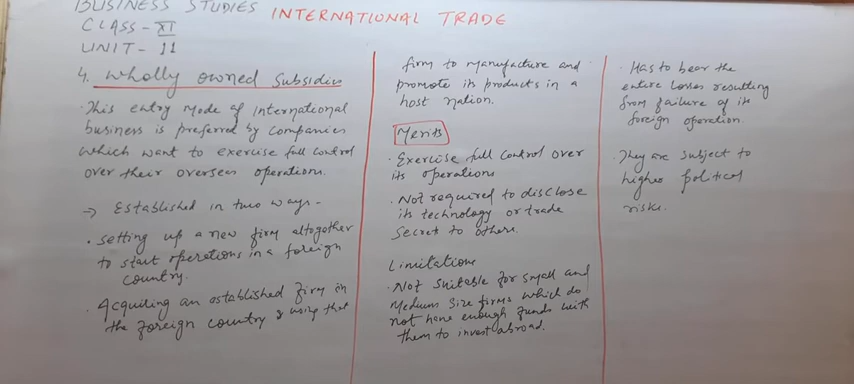 BUSINESS STUDIES
INTERNATIONAL TRADE
CLASS - XI
UNIT - 11
4. Wholly owned Subsidies
· This entry mode of international
business is preferred by companies
which want to exercise full control
over their overseas operations.
→ Established in two ways -
· Setting up a new firm altogether
to start operations in a foreign
country.
· Acquiling an established firm in
the foreign country & using that
firm to manufacture and
promote its products in a
host nation.
Merits
· Exercise full control over
its operations
· Not required to disclose
its technology or trade
secret to others.
Limitations
· Not suitable for small and
Medium size firms which do
not have enough funds with
them to invest abroad.
· Has to bear the
entire losses resulting
from failure of its
foreign operation.
· They are subject to
higher political
risks.